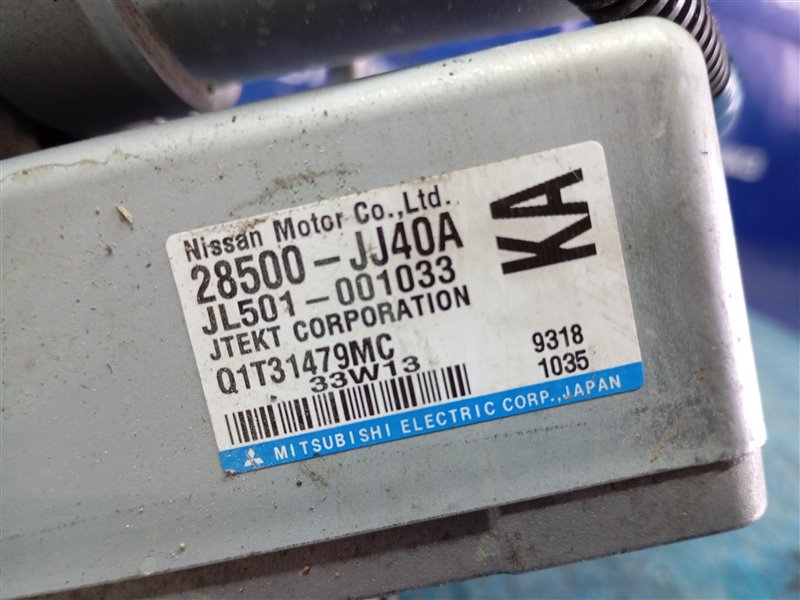 Nissan Motor Co.,Ltd.
28500-JJ40A
KA
JL501-001033
JTEKT CORPORATION
Q1T31479MC
33W13
9318
1035
MITSUBISHI ELECTRIC CORP.,JAPAN